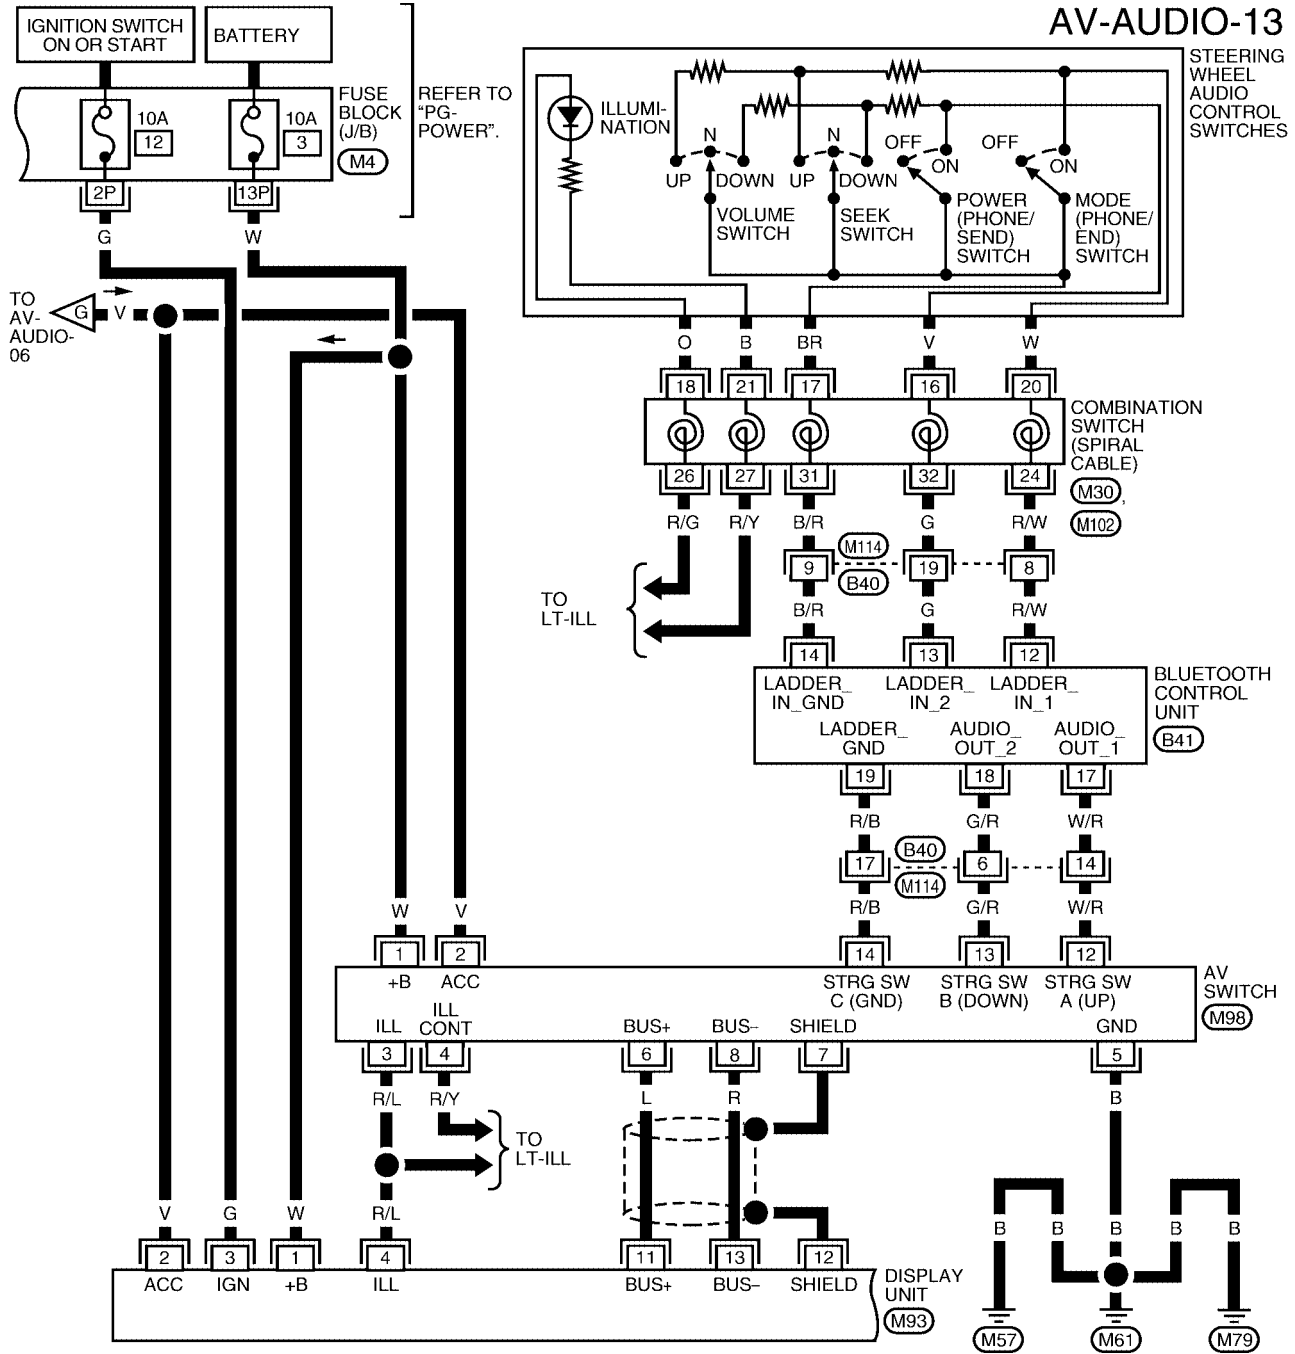 AV-AUDIO-13
IGNITION SWITCH
ON OR START
BATTERY
FUSE
BLOCK
(J/B)
M4
REFER TO
"PG-
POWER".
10A
12
10A
3
2P
13P
G
W
TO
AV-
AUDIO-
06
G
V
STEERING
WHEEL
AUDIO
CONTROL
SWITCHES
ILLUMI-
NATION
N
UP
DOWN
VOLUME
SWITCH
N
UP
DOWN
SEEK
SWITCH
OFF
ON
POWER
(PHONE/
SEND)
SWITCH
OFF
ON
MODE
(PHONE/
END)
SWITCH
O
B
BR
V
W
18
21
17
16
20
COMBINATION
SWITCH
(SPIRAL
CABLE)
M30,
M102
26
27
31
32
24
R/G
R/Y
B/R
G
R/W
M114
B40
9
19
8
TO
LT-ILL
B/R
G
R/W
14
13
12
LADDER_
IN_GND
LADDER_
IN_2
LADDER_
IN_1
BLUETOOTH
CONTROL
UNIT
B41
LADDER_
GND
AUDIO_
OUT_2
AUDIO_
OUT_1
19
18
17
R/B
G/R
W/R
B40
M114
17
6
14
R/B
G/R
W/R
W
V
1
2
14
13
12
+B
ACC
STRG SW
C (GND)
STRG SW
B (DOWN)
STRG SW
A (UP)
AV
SWITCH
M98
ILL
ILL
CONT
BUS+
BUS–
SHIELD
GND
3
4
6
8
7
5
R/L
R/Y
L
R
B
TO
LT-ILL
V
G
W
R/L
B
B
B
B
B
2
3
1
4
11
13
12
ACC
IGN
+B
ILL
BUS+
BUS–
SHIELD
DISPLAY
UNIT
M93
M57
M61
M79